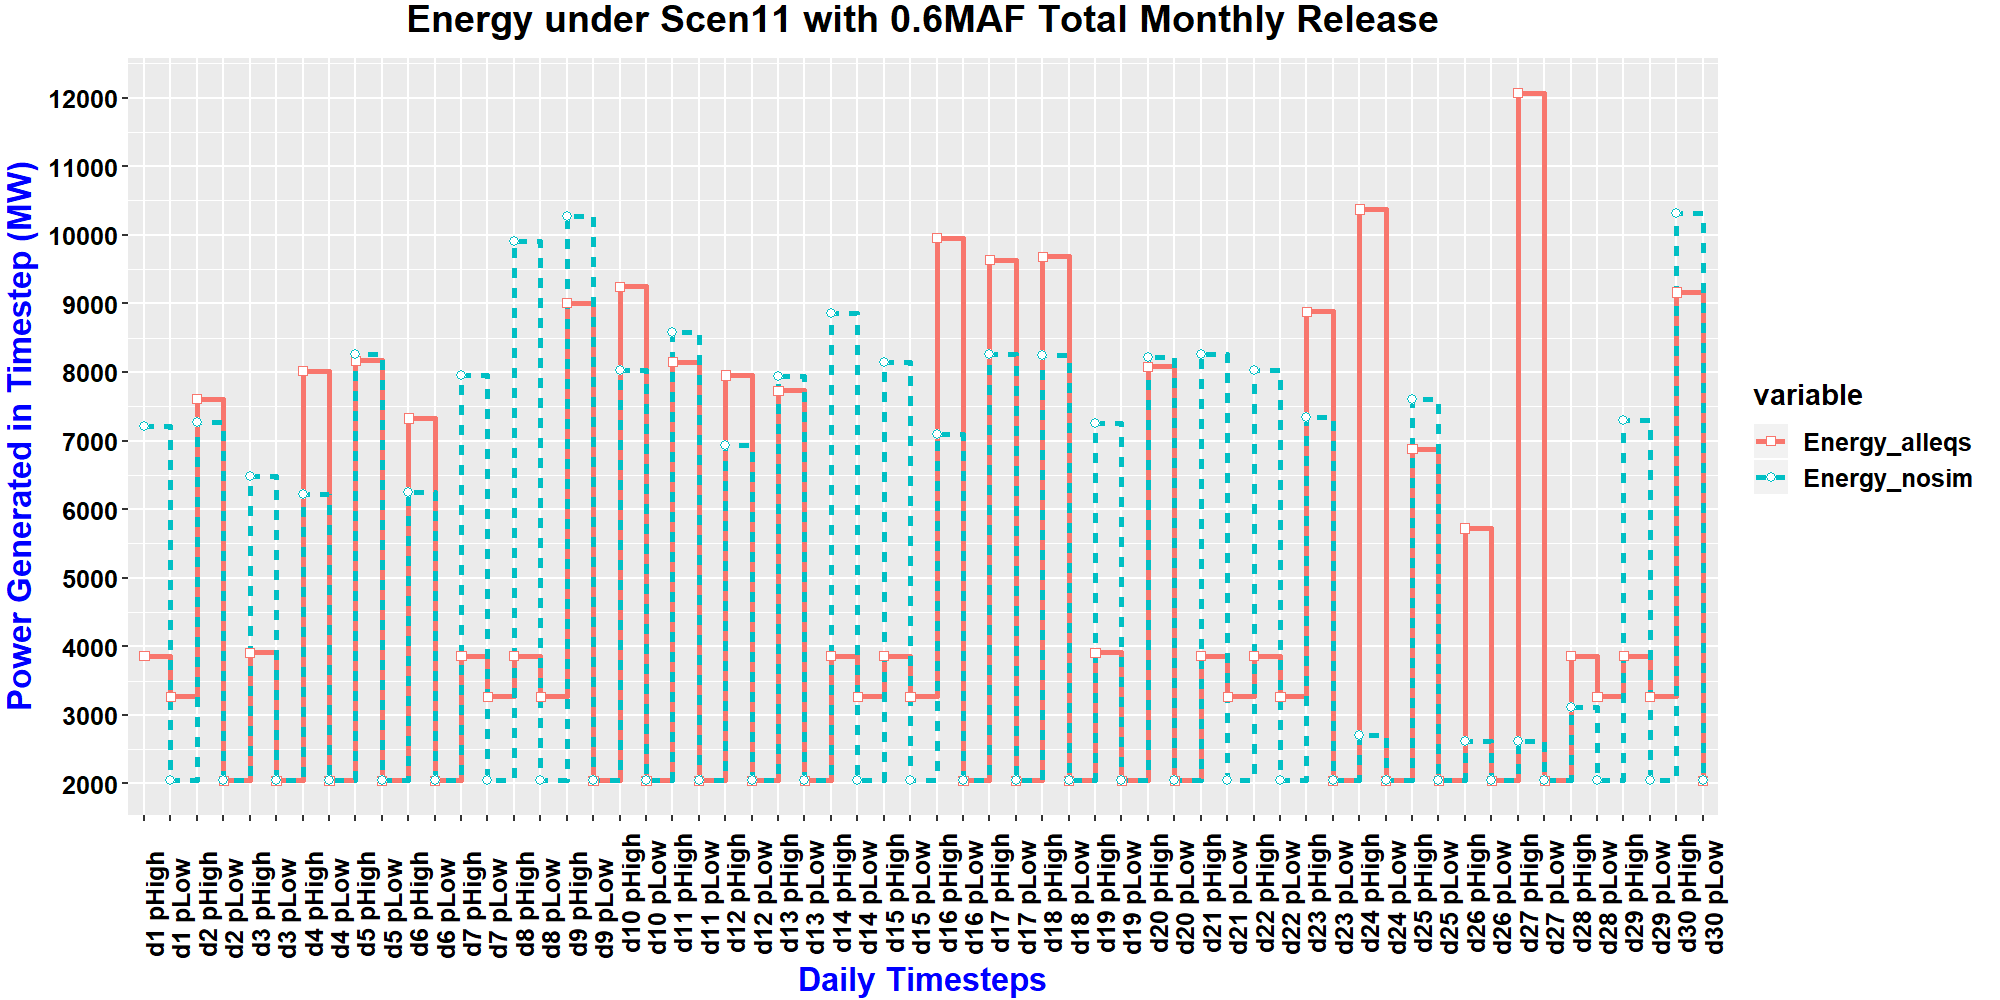 Energy under Scen11 with 0.6MAF Total Monthly Release
Power Generated in Timestep (MW)
12000
11000
10000
9000
8000
7000
6000
5000
4000
3000
2000
d1 pHigh
d1 pLow
d2 pHigh
d2 pLow
d3 pHigh
d3 pLow
d4 pHigh
d4 pLow
d5 pHigh
d5 pLow
d6 pHigh
d6 pLow
d7 pHigh
d7 pLow
d8 pHigh
d8 pLow
d9 pHigh
d9 pLow
d10 pHigh
d10 pLow
d11 pHigh
d11 pLow
d12 pHigh
d12 pLow
d13 pHigh
d13 pLow
d14 pHigh
d14 pLow
d15 pHigh
d15 pLow
d16 pHigh
d16 pLow
d17 pHigh
d17 pLow
d18 pHigh
d18 pLow
d19 pHigh
d19 pLow
d20 pHigh
d20 pLow
d21 pHigh
d21 pLow
d22 pHigh
d22 pLow
d23 pHigh
d23 pLow
d24 pHigh
d24 pLow
d25 pHigh
d25 pLow
d26 pHigh
d26 pLow
d27 pHigh
d27 pLow
d28 pHigh
d28 pLow
d29 pHigh
d29 pLow
d30 pHigh
d30 pLow
Daily Timesteps
variable
Energy_alleqs
Energy_nosim